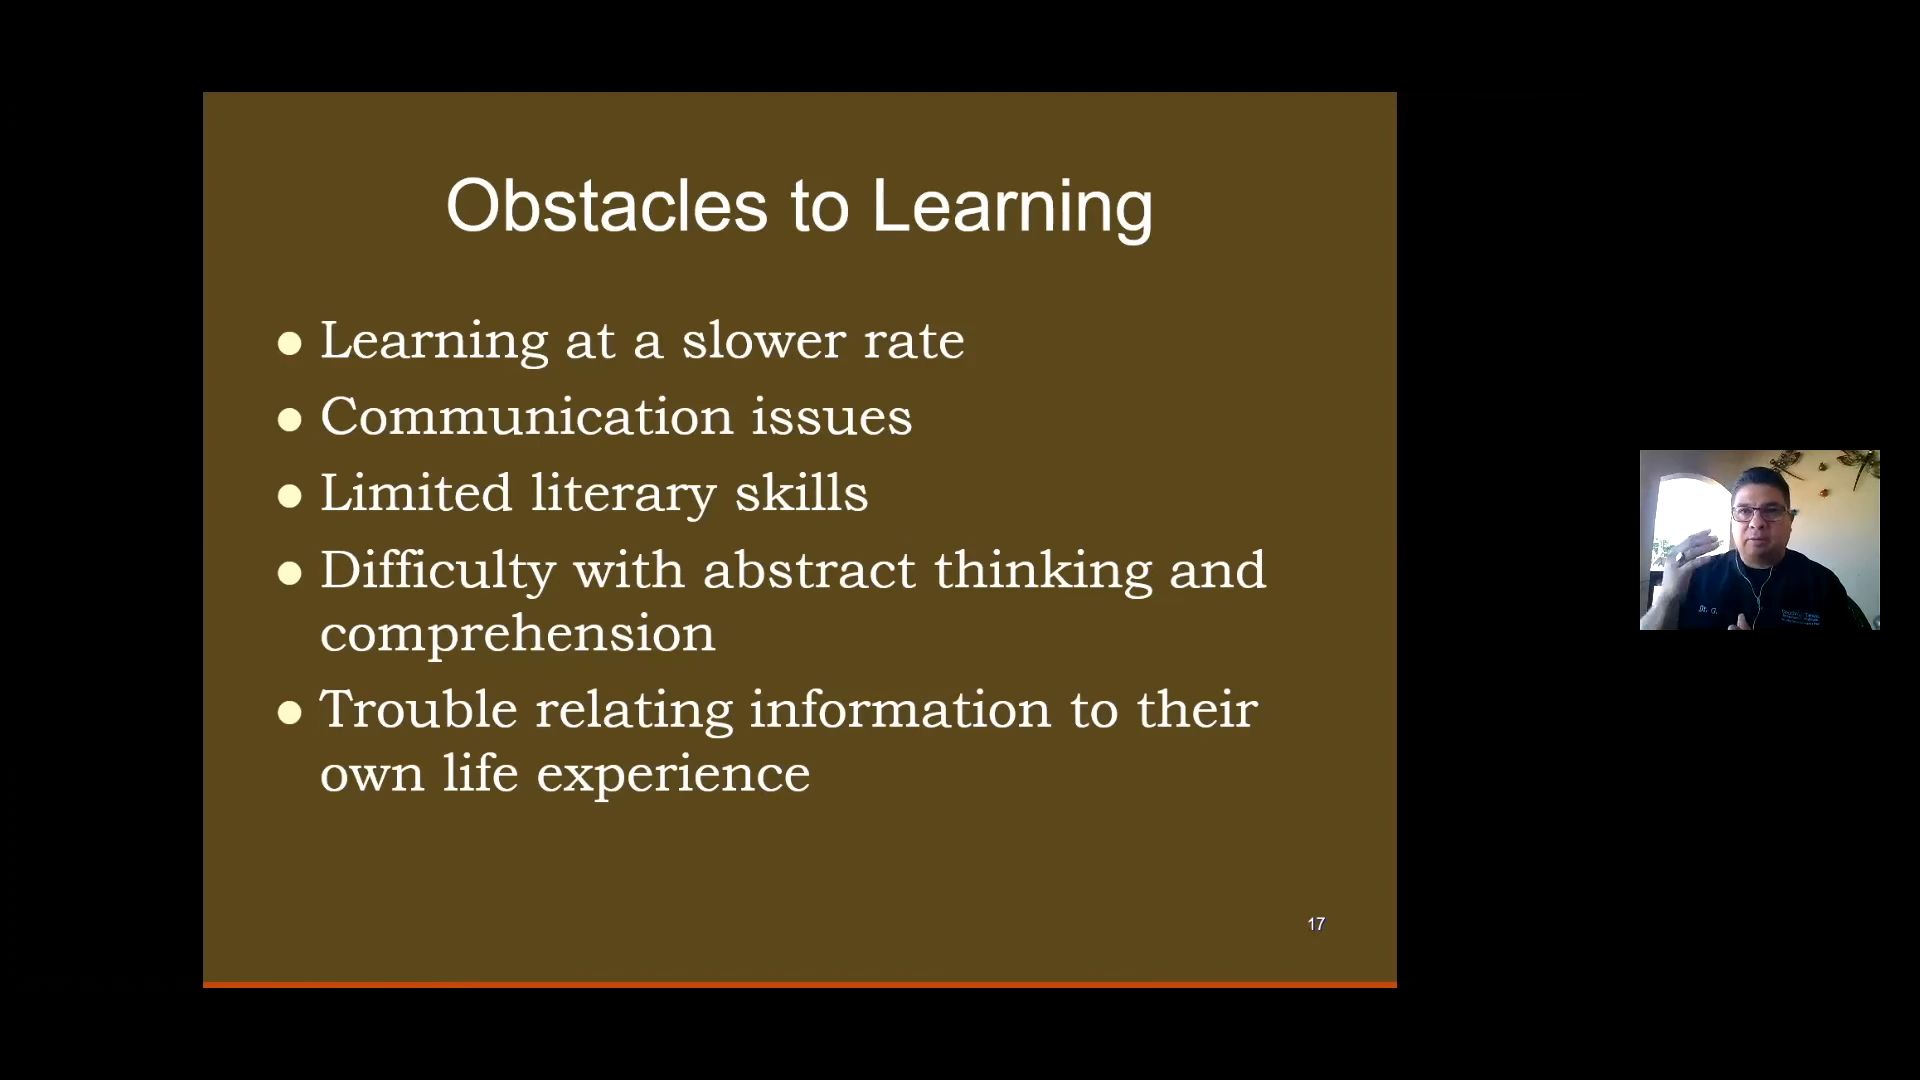 Obstacles to Learning
Learning at a slower rate
Communication issues
Limited literary skills
Difficulty with abstract thinking and
comprehension
Trouble relating information to their
own life experience
17
Dr. G.